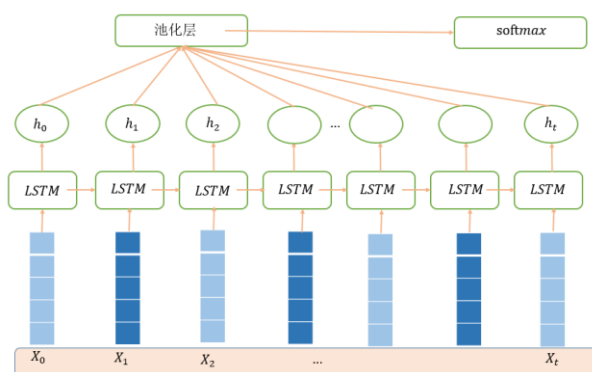 池化层 softmax
h₀ h₁ h₂ ... hₜ
LSTM LSTM LSTM LSTM LSTM LSTM LSTM
X₀ X₁ X₂ ... Xₜ